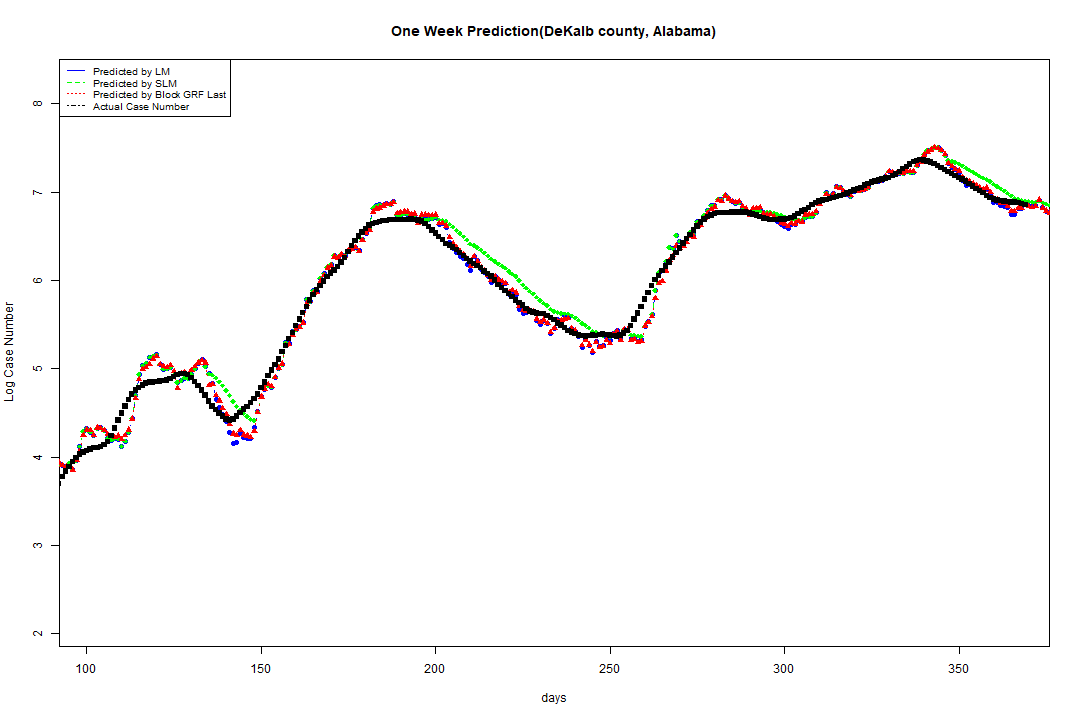 One Week Prediction(DeKalb county, Alabama)
Predicted by LM
Predicted by SLM
Predicted by Block GRF Last
Actual Case Number
8
7
6
5
4
3
2
Log Case Number
100 150 200 250 300 350
days